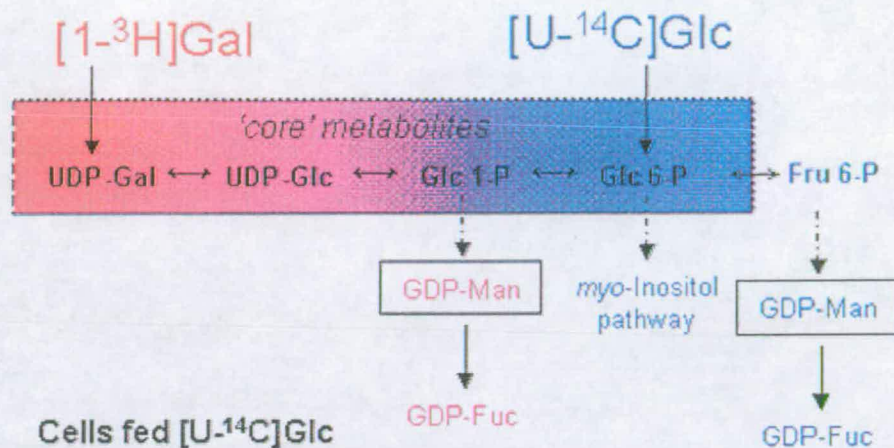 [1-³H]Gal [U-¹⁴C]Glc
'core' metabolites
UDP-Gal ↔ UDP-Glc ↔ Glc 1-P ↔ Glc 6-P ↔ Fru 6-P
GDP-Man myo-Inositol
pathway GDP-Man
GDP-Fuc
Cells fed [U-¹⁴C]Glc GDP-Fuc